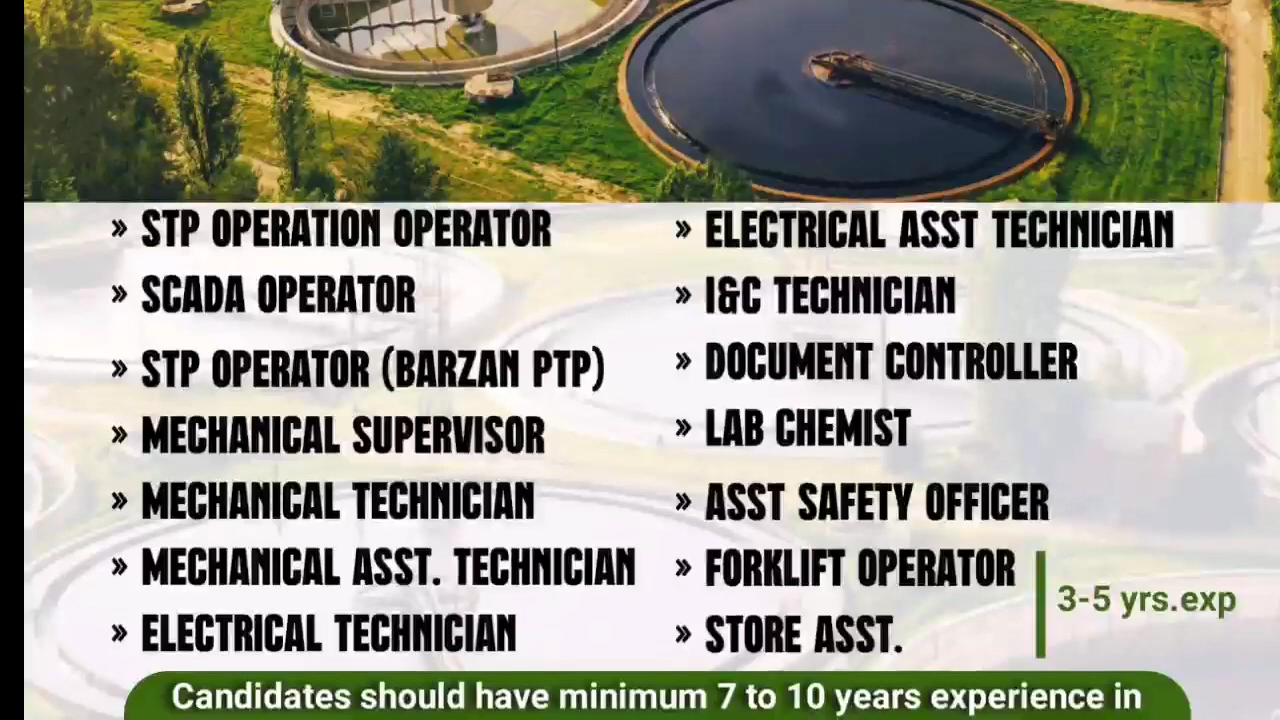 » STP OPERATION OPERATOR
» SCADA OPERATOR
» STP OPERATOR (BARZAN PTP)
» MECHANICAL SUPERVISOR
» MECHANICAL TECHNICIAN
» MECHANICAL ASST. TECHNICIAN
» ELECTRICAL TECHNICIAN
» ELECTRICAL ASST TECHNICIAN
» I&C TECHNICIAN
» DOCUMENT CONTROLLER
» LAB CHEMIST
» ASST SAFETY OFFICER
» FORKLIFT OPERATOR
» STORE ASST.
3-5 yrs.exp
Candidates should have minimum 7 to 10 years experience in